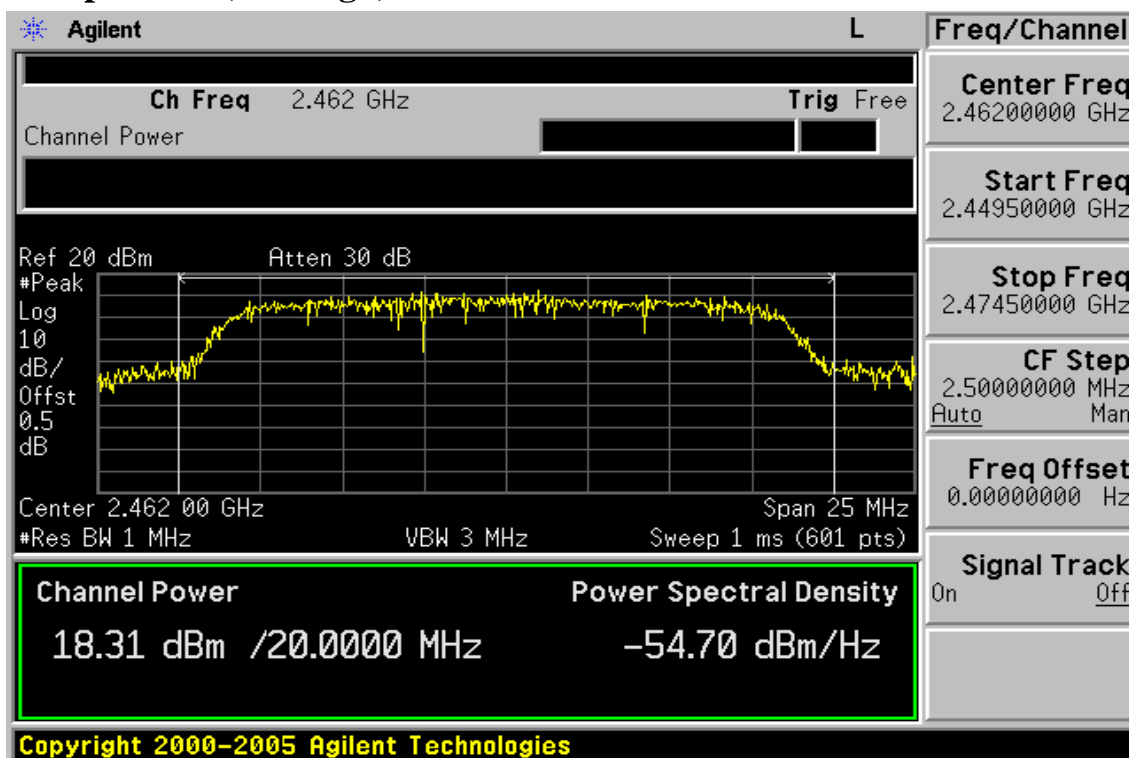 Agilent L
Ch Freq 2.462 GHz Trig Free
Channel Power
Ref 20 dBm Atten 30 dB
#Peak
Log
10
dB/
Offst
0.5
dB
Center 2.462 00 GHz Span 25 MHz
#Res BW 1 MHz VBW 3 MHz Sweep 1 ms (601 pts)
Channel Power Power Spectral Density
18.31 dBm /20.0000 MHz -54.70 dBm/Hz
Copyright 2000-2005 Agilent Technologies
Freq/Channel
Center Freq
2.46200000 GHz
Start Freq
2.44950000 GHz
Stop Freq
2.47450000 GHz
CF Step
2.50000000 MHz
Auto Man
Freq Offset
0.00000000 Hz
Signal Track
On Off